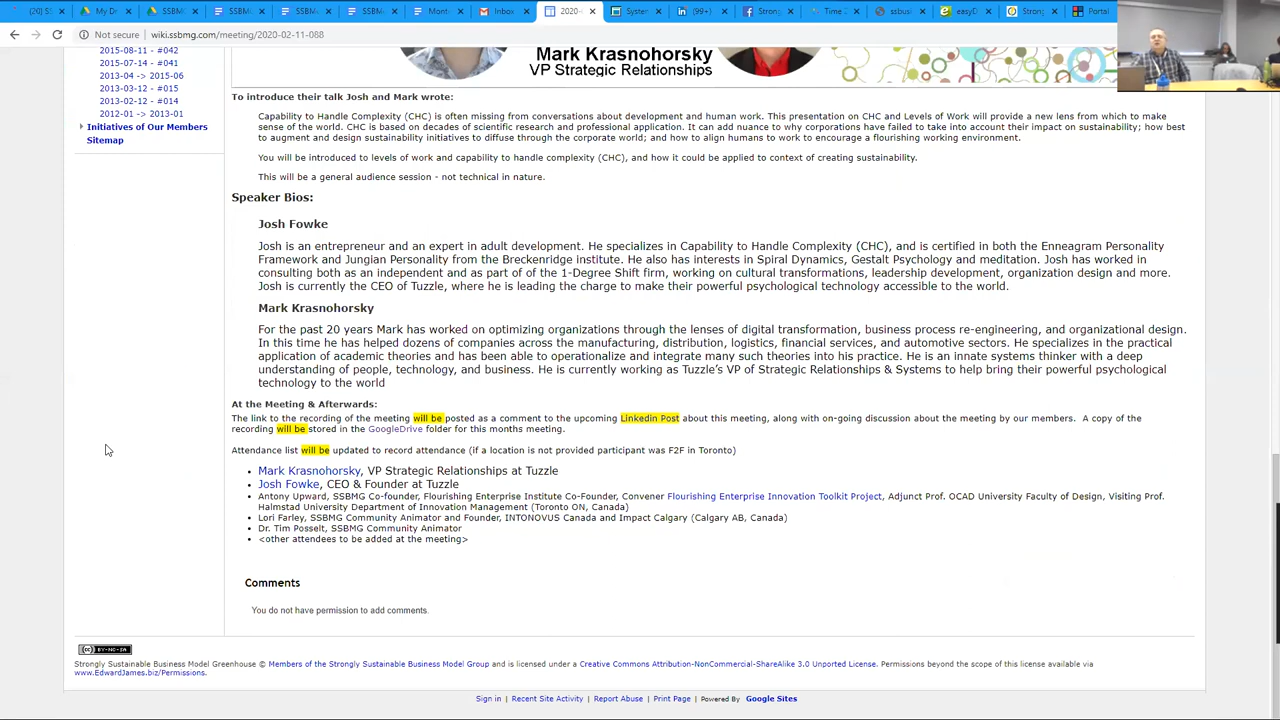 (20) S
My Dr
SSBMC
SSBM
SSBM
SSBM
Mont
Inbox
2020-
System
(99+)
Stron
Time
ssbusi
easyD
Stron
Portal
Not secure | wiki.ssbmg.com/meeting/2020-02-11-088
2015-08-11 - #042
2015-07-14 - #041
2013-04 -> 2015-06
2013-03-12 - #015
2013-02-12 - #014
2012-01 -> 2013-01
Initiatives of Our Members
Sitemap
Mark Krasnohorsky
VP Strategic Relationships
To introduce their talk Josh and Mark wrote:
Capability to Handle Complexity (CHC) is often missing from conversations about development and human work. This presentation on CHC and Levels of Work will provide a new lens from which to make
sense of the world. CHC is based on decades of scientific research and professional application. It can add nuance to why corporations have failed to take into account their impact on sustainability; how best
to augment and design sustainability initiatives to diffuse through the corporate world; and how to align humans to work to encourage a flourishing working environment.
You will be introduced to levels of work and capability to handle complexity (CHC), and how it could be applied to context of creating sustainability.
This will be a general audience session - not technical in nature.
Speaker Bios:
Josh Fowke
Josh is an entrepreneur and an expert in adult development. He specializes in Capability to Handle Complexity (CHC), and is certified in both the Enneagram Personality
Framework and Jungian Personality from the Breckenridge institute. He also has interests in Spiral Dynamics, Gestalt Psychology and meditation. Josh has worked in
consulting both as an independent and as part of of the 1-Degree Shift firm, working on cultural transformations, leadership development, organization design and more.
Josh is currently the CEO of Tuzzle, where he is leading the charge to make their powerful psychological technology accessible to the world.
Mark Krasnohorsky
For the past 20 years Mark has worked on optimizing organizations through the lenses of digital transformation, business process re-engineering, and organizational design.
In this time he has helped dozens of companies across the manufacturing, distribution, logistics, financial services, and automotive sectors. He specializes in the practical
application of academic theories and has been able to operationalize and integrate many such theories into his practice. He is an innate systems thinker with a deep
understanding of people, technology, and business. He is currently working as Tuzzle's VP of Strategic Relationships & Systems to help bring their powerful psychological
technology to the world
At the Meeting & Afterwards:
The link to the recording of the meeting will be posted as a comment to the upcoming Linkedin Post about this meeting, along with on-going discussion about the meeting by our members. A copy of the
recording will be stored in the GoogleDrive folder for this months meeting.
Attendance list will be updated to record attendance (if a location is not provided participant was F2F in Toronto)
Mark Krasnohorsky, VP Strategic Relationships at Tuzzle
Josh Fowke, CEO & Founder at Tuzzle
Antony Upward, SSBMG Co-founder, Flourishing Enterprise Institute Co-Founder, Convener Flourishing Enterprise Innovation Toolkit Project, Adjunct Prof. OCAD University Faculty of Design, Visiting Prof.
Halmstad University Department of Innovation Management (Toronto ON, Canada)
Lori Farley, SSBMG Community Animator and Founder, INTONOVUS Canada and Impact Calgary (Calgary AB, Canada)
Dr. Tim Posselt, SSBMG Community Animator
<other attendees to be added at the meeting>
Comments
You do not have permission to add comments.
cc BY-NC-SA
Strongly Sustainable Business Model Greenhouse © Members of the Strongly Sustainable Business Model Group and is licensed under a Creative Commons Attribution-NonCommercial-ShareAlike 3.0 Unported License. Permissions beyond the scope of this license available via
www.EdwardJames.biz/Permissions.
Sign in | Recent Site Activity | Report Abuse | Print Page | Powered By Google Sites